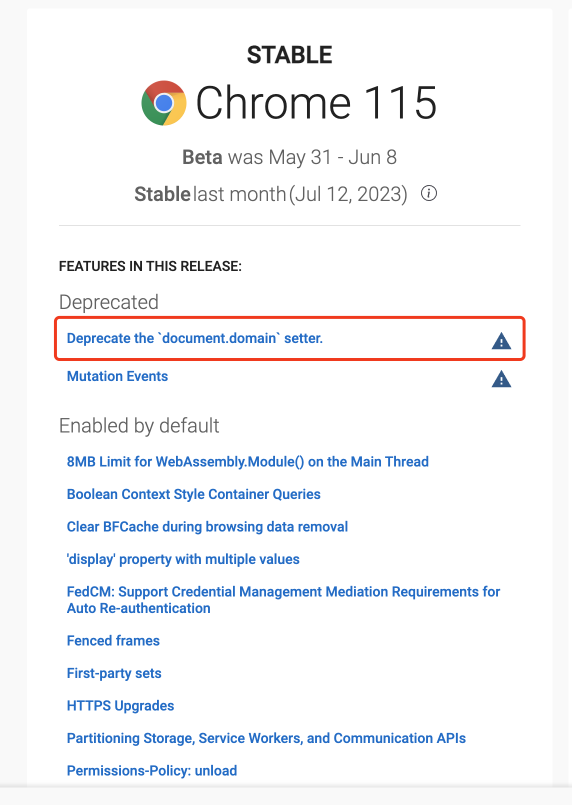 STABLE
Chrome 115
Beta was May 31 - Jun 8
Stable last month (Jul 12, 2023)
FEATURES IN THIS RELEASE:
Deprecated
Deprecate the `document.domain` setter.
Mutation Events
Enabled by default
8MB Limit for WebAssembly.Module() on the Main Thread
Boolean Context Style Container Queries
Clear BFCache during browsing data removal
'display' property with multiple values
FedCM: Support Credential Management Mediation Requirements for
Auto Re-authentication
Fenced frames
First-party sets
HTTPS Upgrades
Partitioning Storage, Service Workers, and Communication APIs
Permissions-Policy: unload